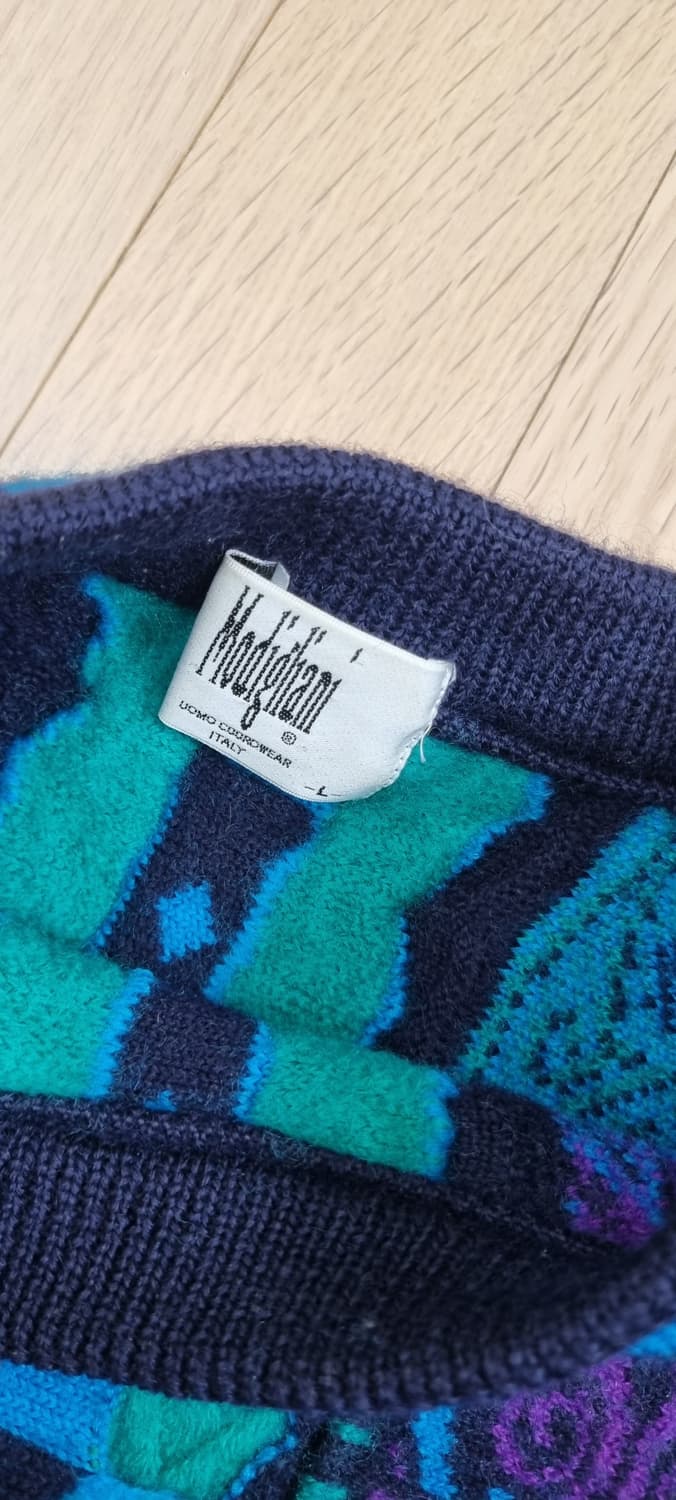 Modigliani
®
UOMO COORDWEAR
ITALY
-L-